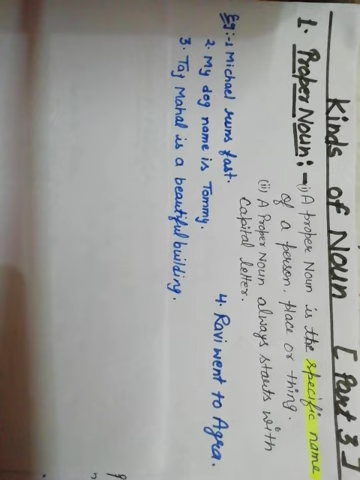 Kinds of Noun [Part 3]
1. Proper Noun:- (i) A proper Noun is the specific name
of a person, place or thing.
(ii) A Proper Noun always starts with
Capital letter.
Eg:-1 Michael runs fast.
2. My dog name is Tommy.
4. Ravi went to Agra.
3. Taj Mahal is a beautiful building.